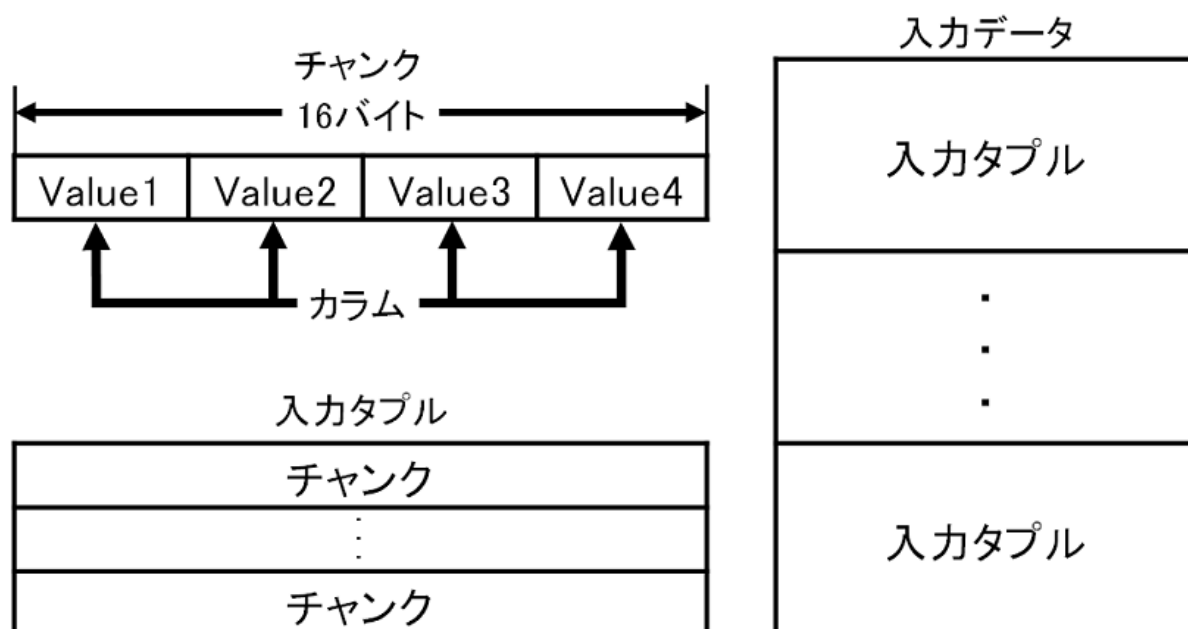 チャンク
16バイト
Value1 Value2 Value3 Value4
カラム
入力タプル
チャンク
チャンク
入力データ
入力タプル
入力タプル